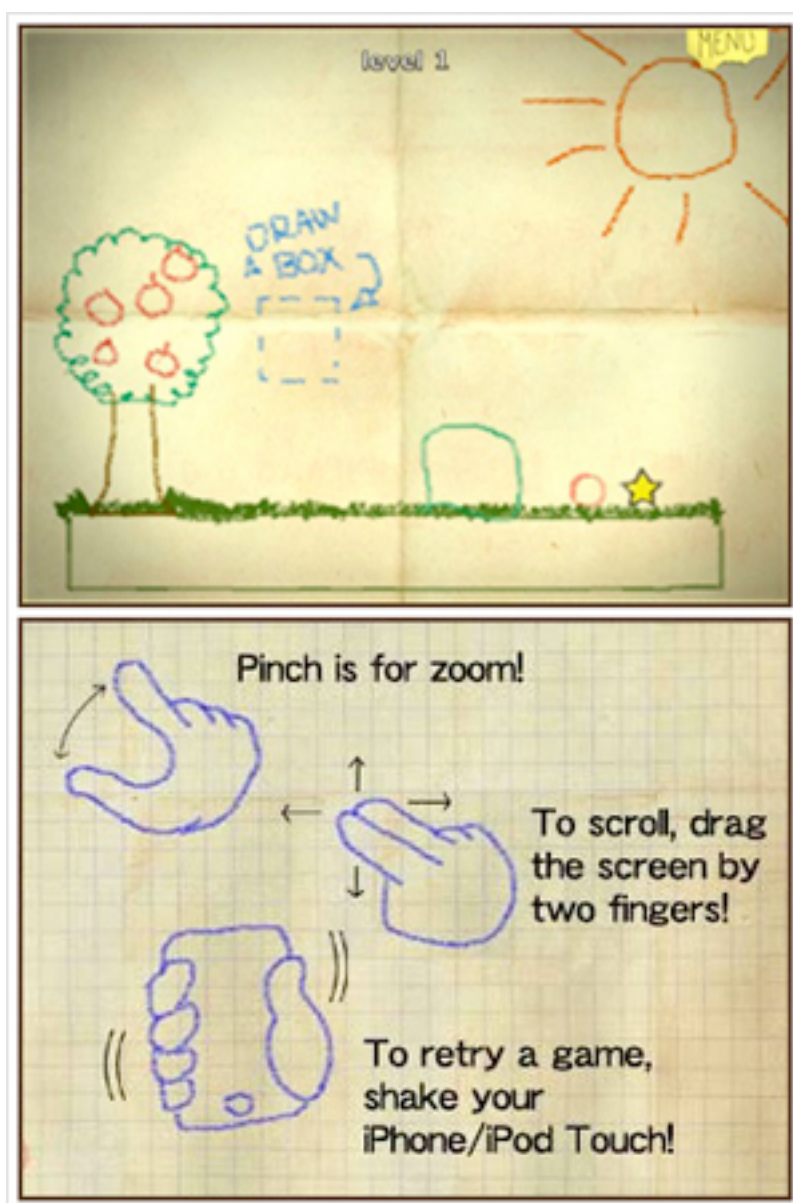 MENU
level 1
DRAW
A BOX
Pinch is for zoom!
To scroll, drag
the screen by
two fingers!
To retry a game,
shake your
iPhone/iPod Touch!